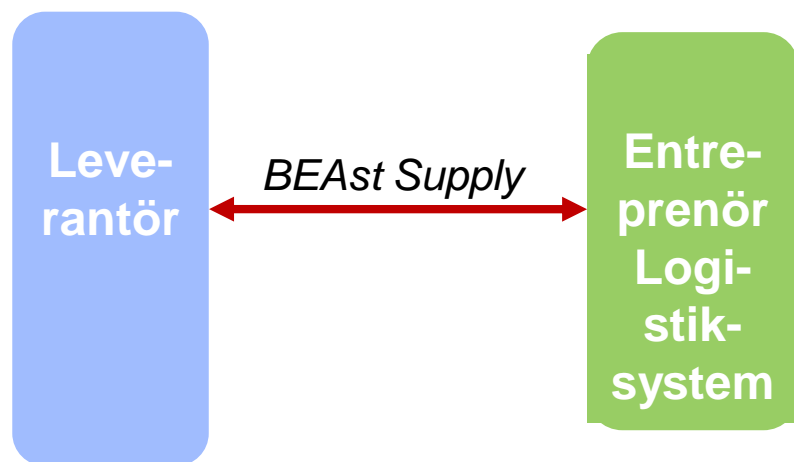 Leve-
rantör
BEAst Supply
Entre-
prenör
Logi-
stik-
system